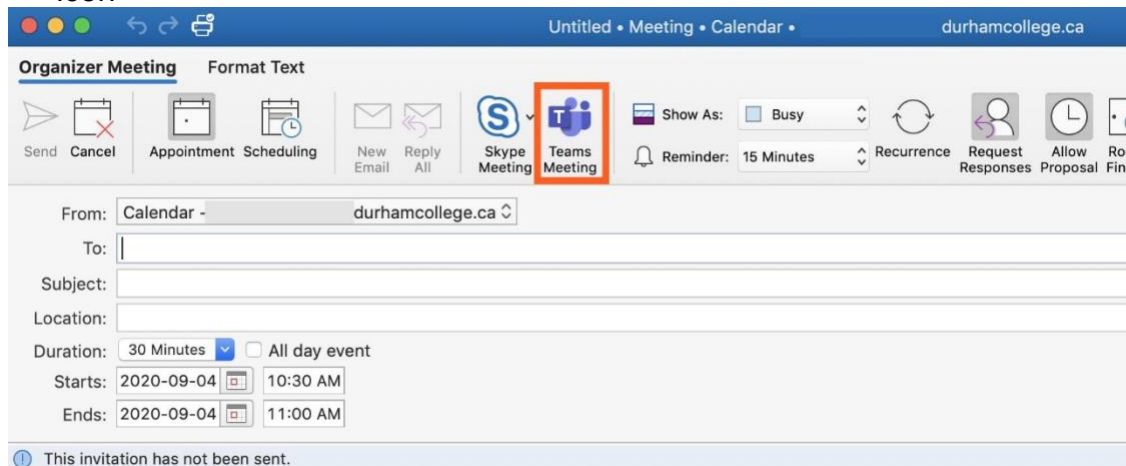 Untitled • Meeting • Calendar • durhamcollege.ca
Organizer Meeting Format Text
Send Cancel Appointment Scheduling New Email Reply All Skype Meeting Teams Meeting Show As: Busy Recurrence Request Responses Allow Proposal
Reminder: 15 Minutes
From: Calendar - durhamcollege.ca
To:
Subject:
Location:
Duration: 30 Minutes All day event
Starts: 2020-09-04 10:30 AM
Ends: 2020-09-04 11:00 AM
This invitation has not been sent.